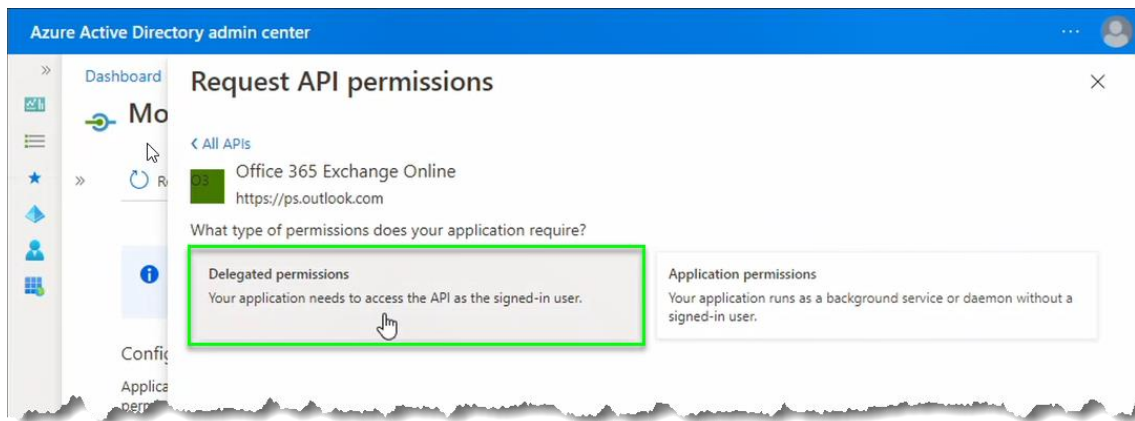 Azure Active Directory admin center
Dashboard
Request API permissions
Mo
All APIs
O3
Office 365 Exchange Online
https://ps.outlook.com
What type of permissions does your application require?
Delegated permissions
Your application needs to access the API as the signed-in user.
Application permissions
Your application runs as a background service or daemon without a
signed-in user.
Config
Applica